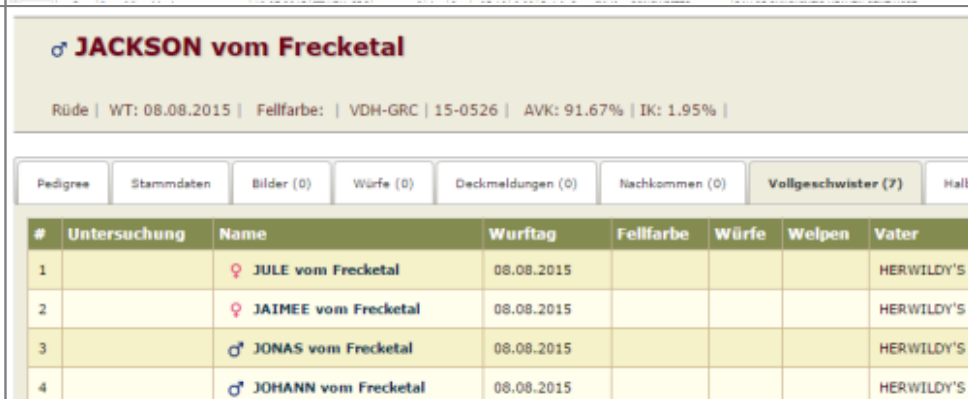 ♂ JACKSON vom Frecketal
Rüde | WT: 08.08.2015 | Fellfarbe: | VDH-GRC | 15-0526 | AVK: 91.67% | IK: 1.95% |
Pedigree Stammdaten Bilder (0) Würfe (0) Deckmeldungen (0) Nachkommen (0) Vollgeschwister (7)
# Untersuchung Name Wurftag Fellfarbe Würfe Welpen Vater
1 ♀ JULE vom Frecketal 08.08.2015 HERWILDY'S
2 ♀ JAIMEE vom Frecketal 08.08.2015 HERWILDY'S
3 ♂ JONAS vom Frecketal 08.08.2015 HERWILDY'S
4 ♂ JOHANN vom Frecketal 08.08.2015 HERWILDY'S